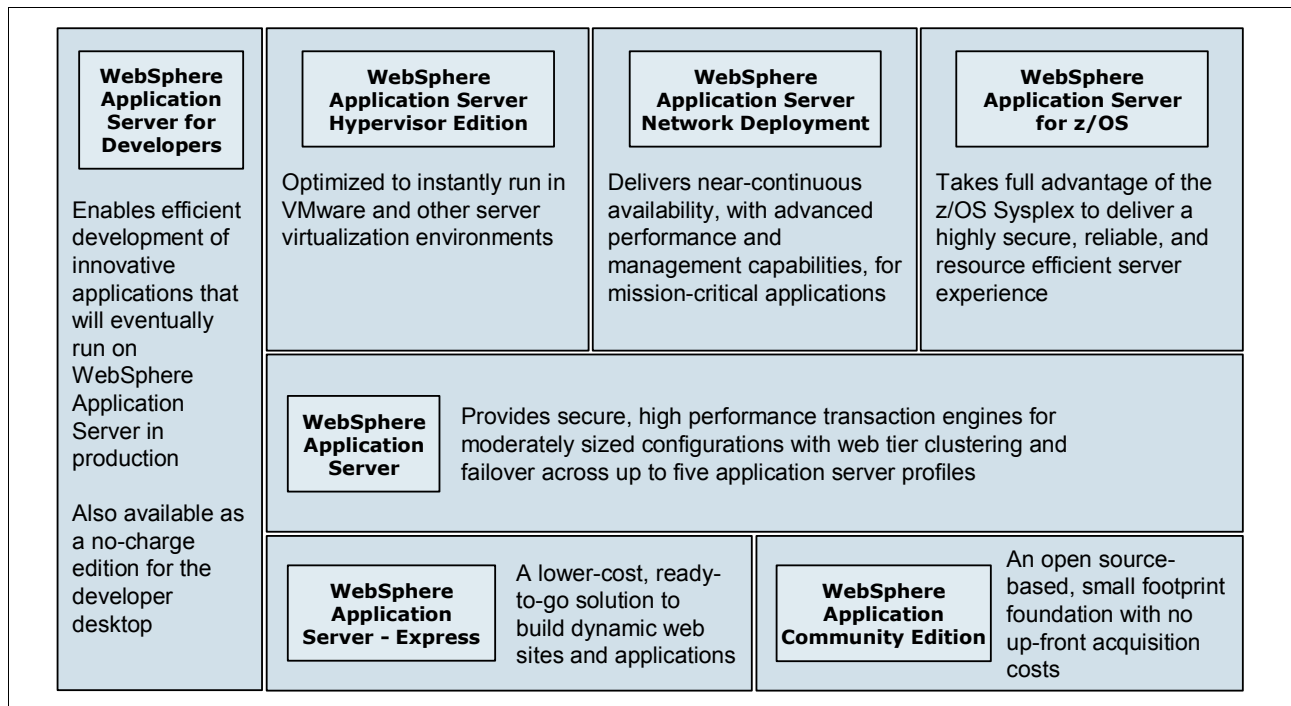 WebSphere
Application
Server for
Developers
Enables efficient
development of
innovative
applications that
will eventually
run on
WebSphere
Application
Server in
production
Also available as
a no-charge
edition for the
developer
desktop
WebSphere
Application Server
Hypervisor Edition
Optimized to instantly run in
VMware and other server
virtualization environments
WebSphere
Application Server
Network Deployment
Delivers near-continuous
availability, with advanced
performance and
management capabilities, for
mission-critical applications
WebSphere
Application Server
for z/OS
Takes full advantage of the
z/OS Sysplex to deliver a
highly secure, reliable, and
resource efficient server
experience
WebSphere
Application
Server
Provides secure, high performance transaction engines for
moderately sized configurations with web tier clustering and
failover across up to five application server profiles
WebSphere
Application
Server - Express
A lower-cost, ready-
to-go solution to
build dynamic web
sites and applications
WebSphere
Application
Community Edition
An open source-
based, small footprint
foundation with no
up-front acquisition
costs